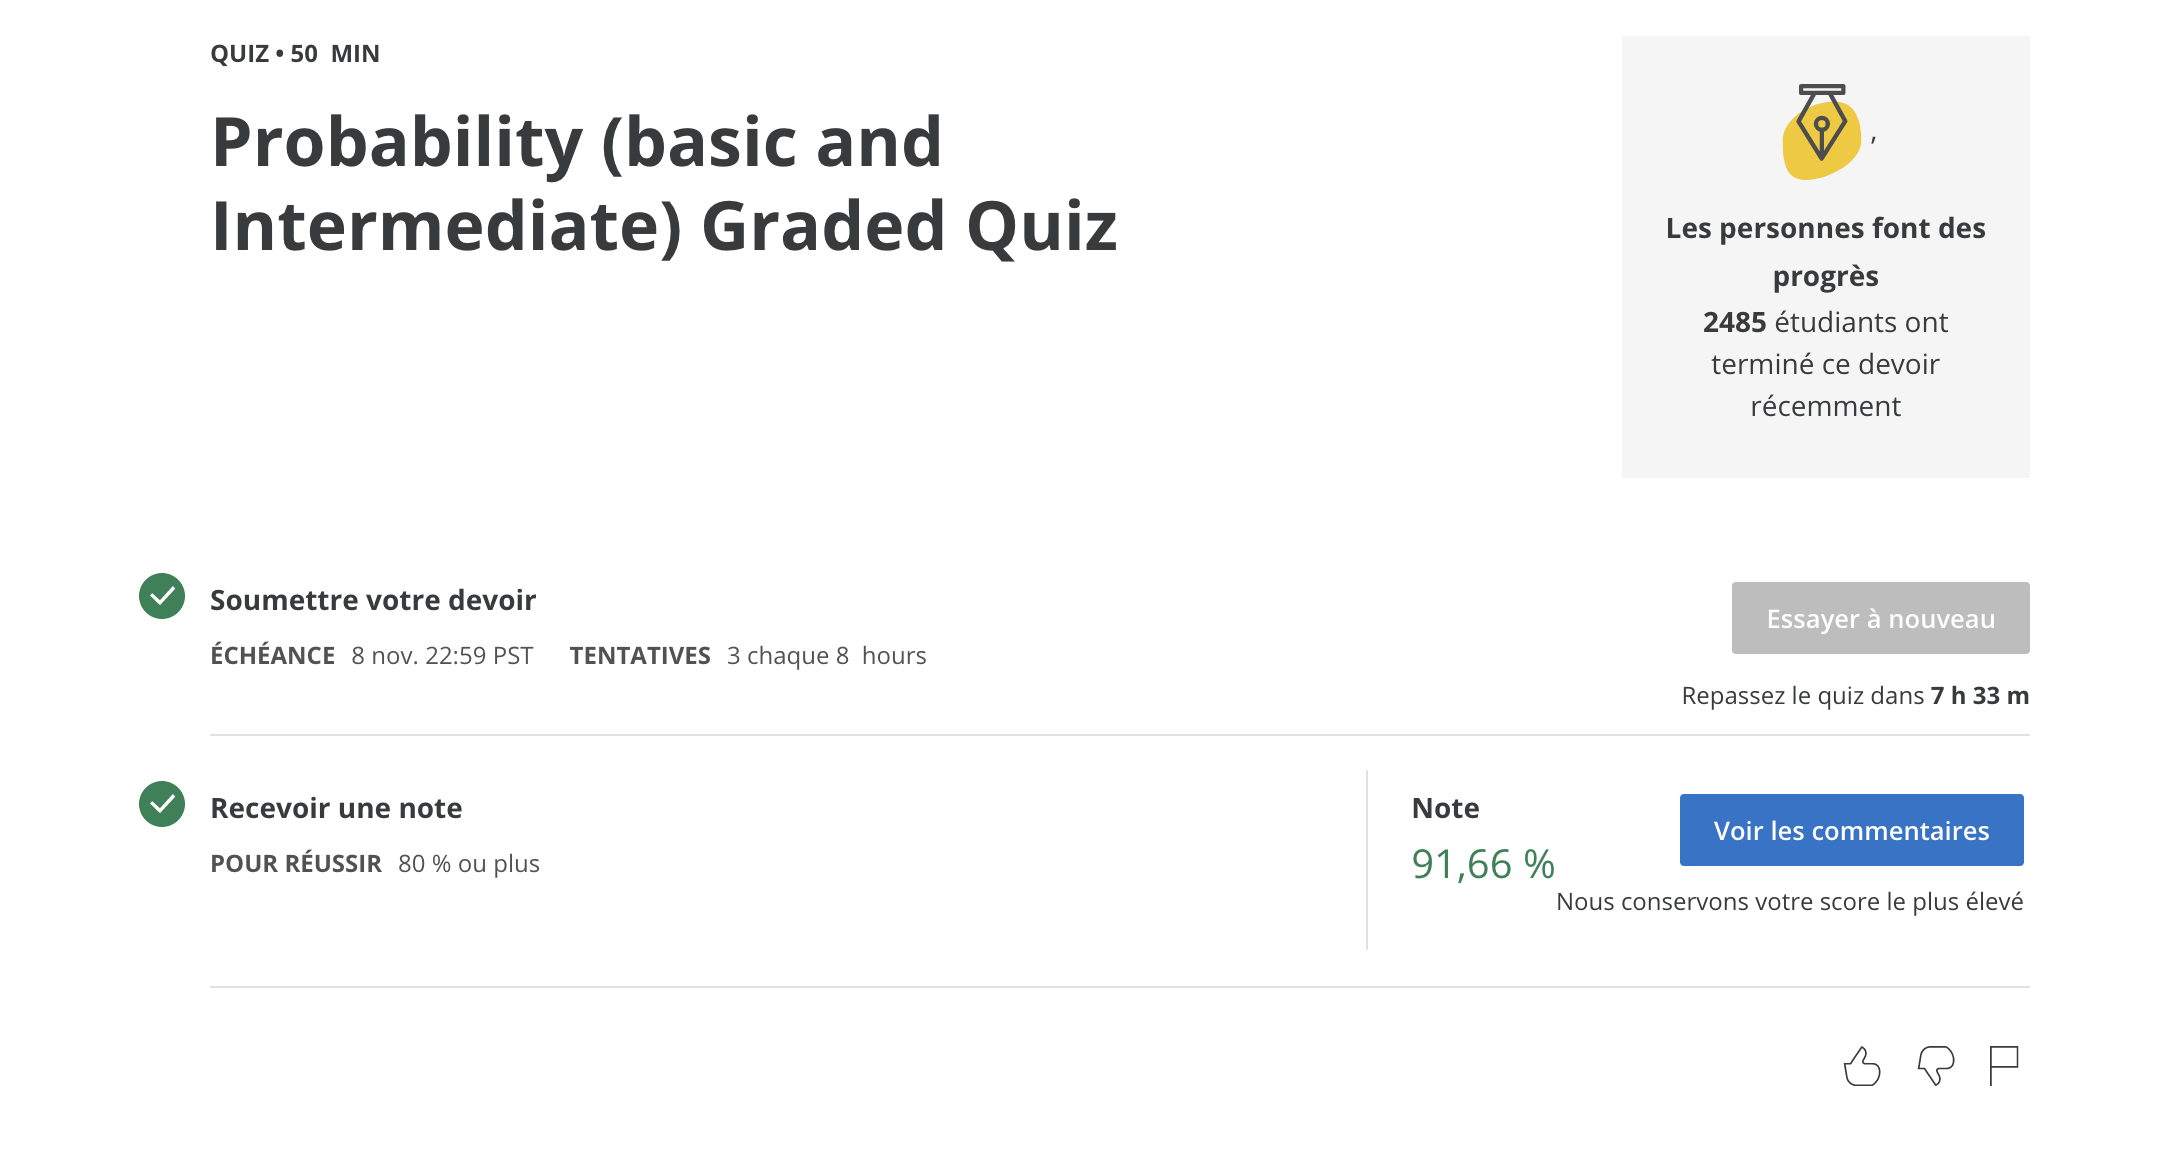 QUIZ • 50 MIN
Probability (basic and
Intermediate) Graded Quiz
,
Les personnes font des
progrès
2485 étudiants ont
terminé ce devoir
récemment
Soumettre votre devoir
ÉCHÉANCE 8 nov. 22:59 PST TENTATIVES 3 chaque 8 hours
Essayer à nouveau
Repassez le quiz dans 7 h 33 m
Recevoir une note
POUR RÉUSSIR 80 % ou plus
Note
91,66 %
Voir les commentaires
Nous conservons votre score le plus élevé